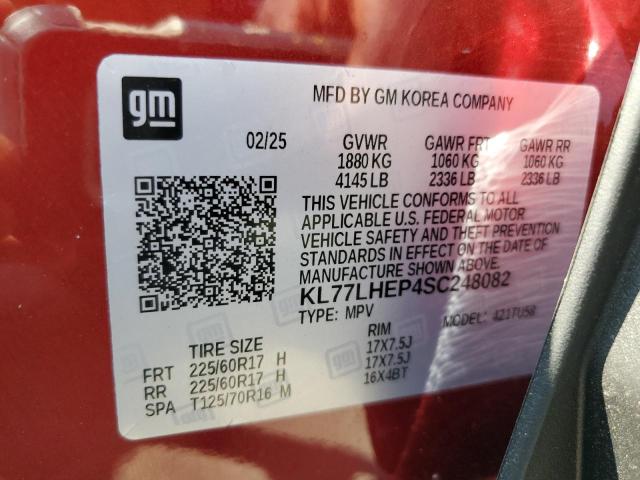 gm
MFD BY GM KOREA COMPANY
02/25 GVWR GAWR FRT GAWR RR
1880 KG 1060 KG 1060 KG
4145 LB 2336 LB 2336 LB
THIS VEHICLE CONFORMS TO ALL
APPLICABLE U.S. FEDERAL MOTOR
VEHICLE SAFETY AND THEFT PREVENTION
STANDARDS IN EFFECT ON THE DATE OF
MANUFACTURE SHOWN ABOVE.
KL77LHEP4SC248082
TYPE: MPV MODEL: 4Z1TU58
TIRE SIZE RIM
FRT 225/60R17 H 17X7.5J
RR 225/60R17 H 17X7.5J
SPA T125/70R16 M 16X4BT